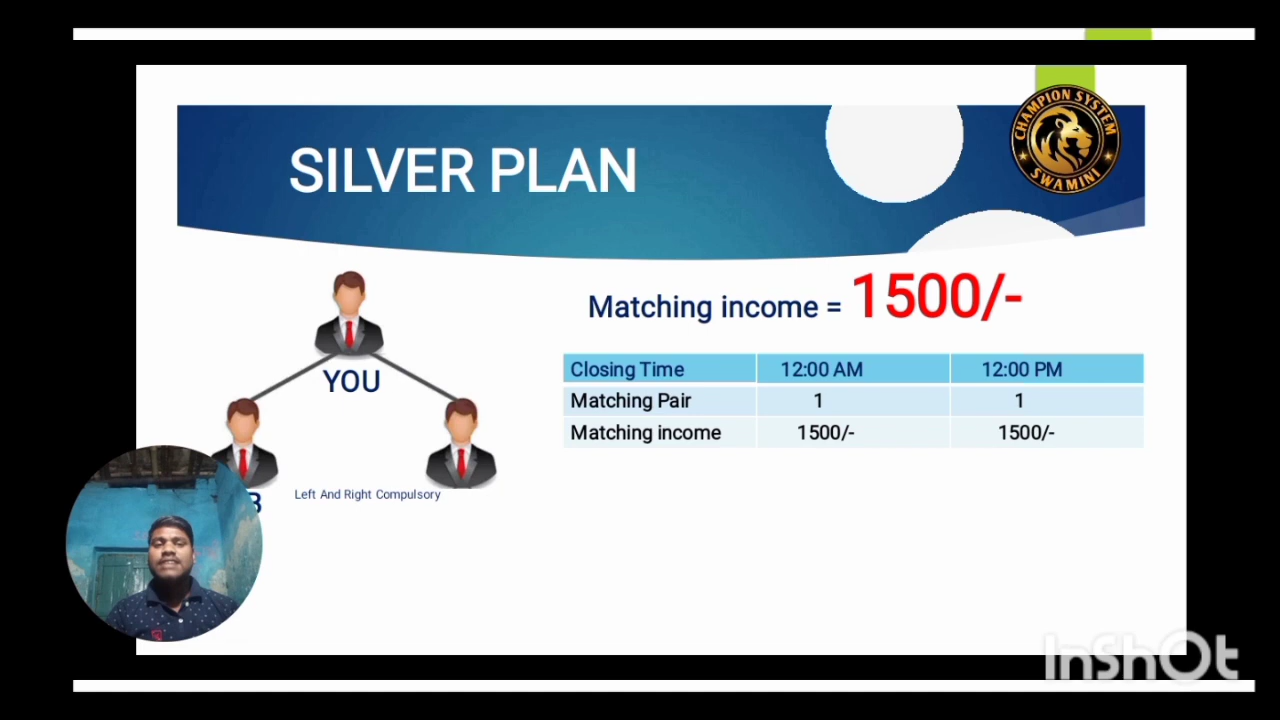 CHAMPION SYSTEM
SWAMINI
SILVER PLAN
Matching income = 1500/-
YOU
Closing Time 12:00 AM 12:00 PM
Matching Pair 1 1
Matching income 1500/- 1500/-
B
Left And Right Compulsory
InShOt